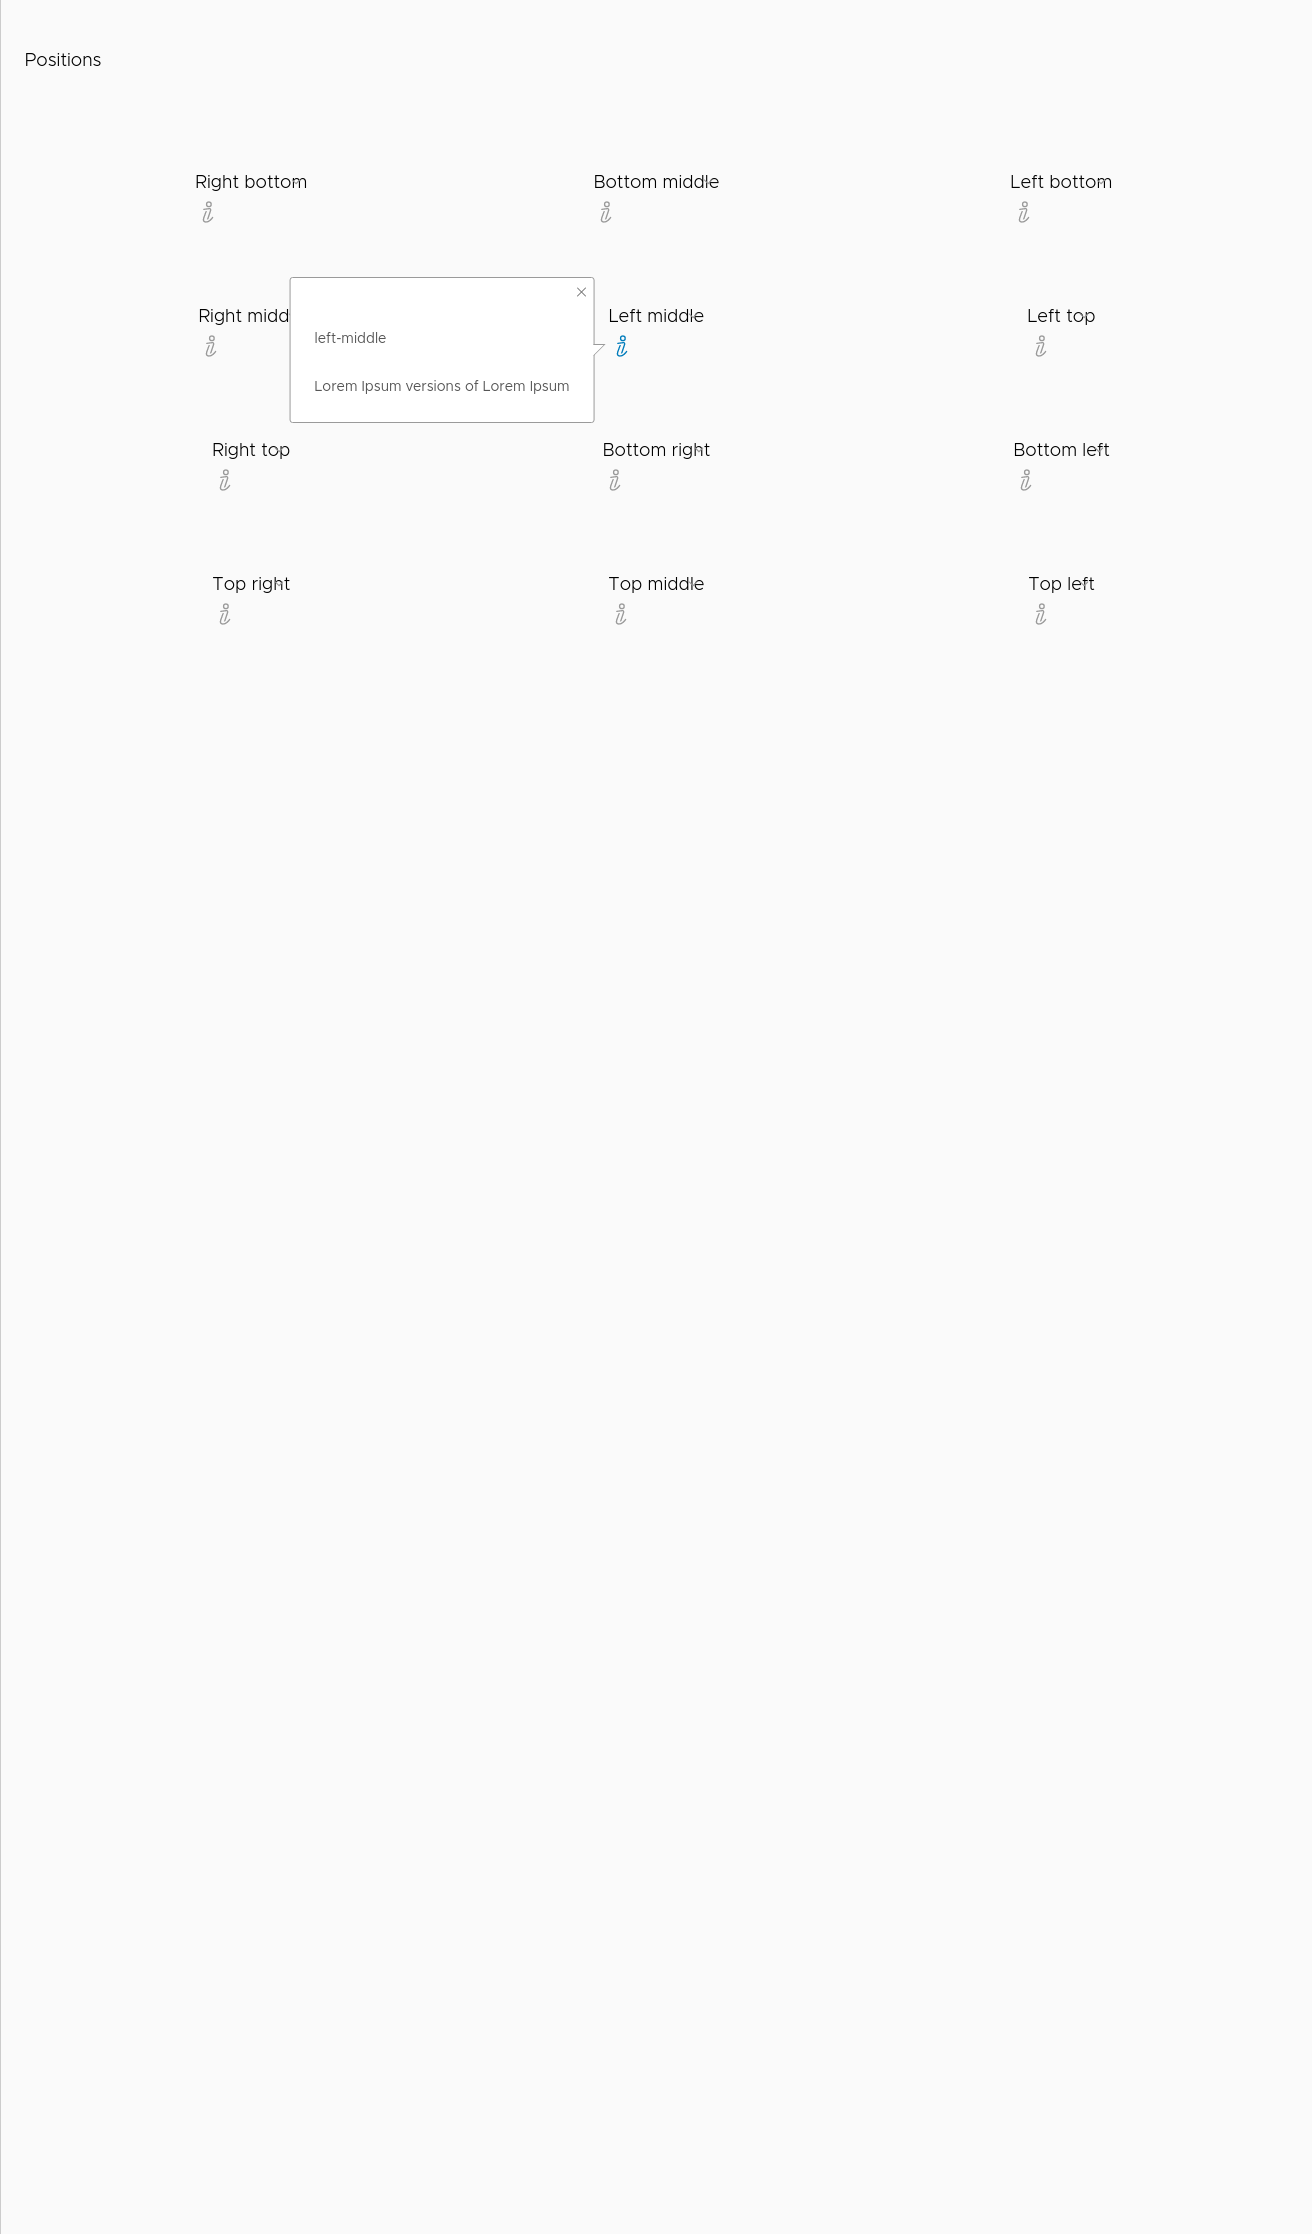 Positions
Right bottom
Bottom middle
Left bottom
Right midd
left-middle
Lorem Ipsum versions of Lorem Ipsum
Left middle
Left top
Right top
Bottom right
Bottom left
Top right
Top middle
Top left